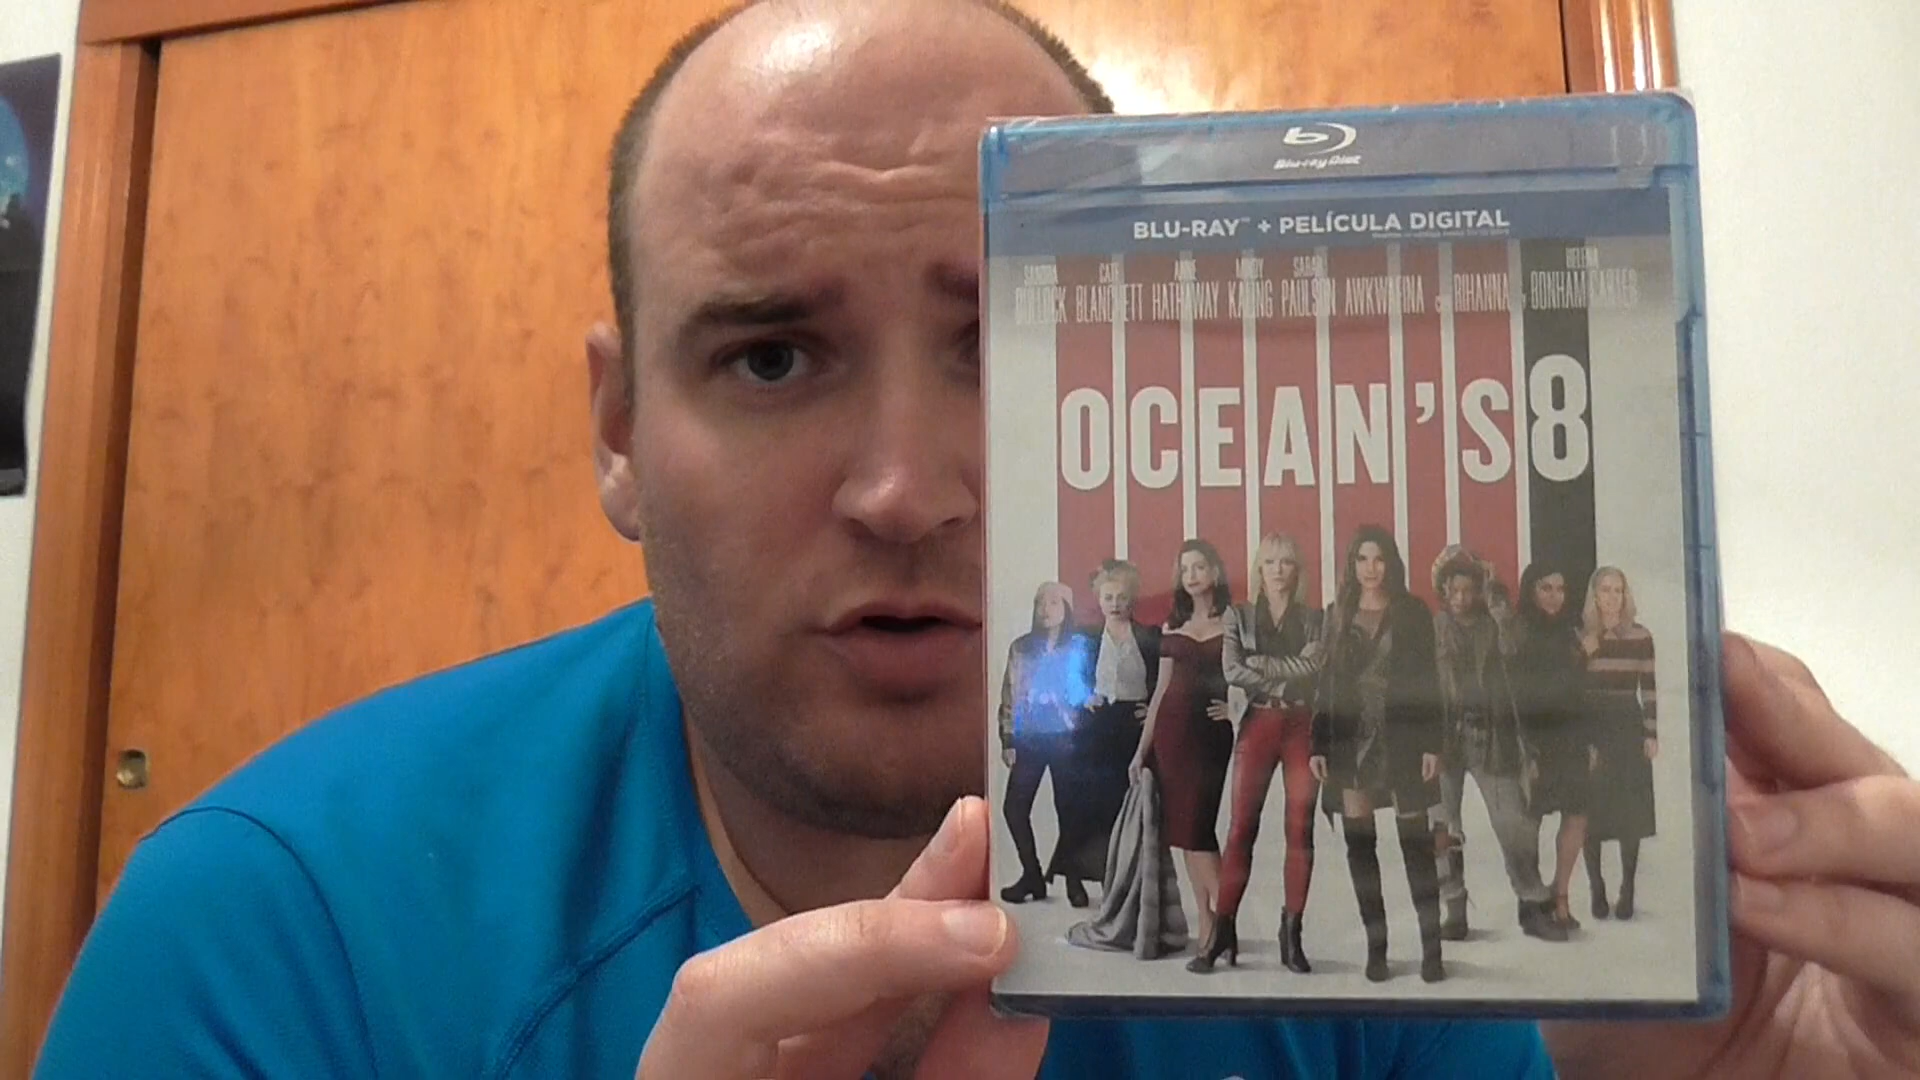 Blu-ray Disc
BLU-RAY™ + PELÍCULA DIGITAL
SANDRA CATE ANNE MINDY SARAH HELENA
BULLOCK BLANCHETT HATHAWAY KALING PAULSON AWKWAFINA RIHANNA BONHAM CARTER
OCEAN'S 8